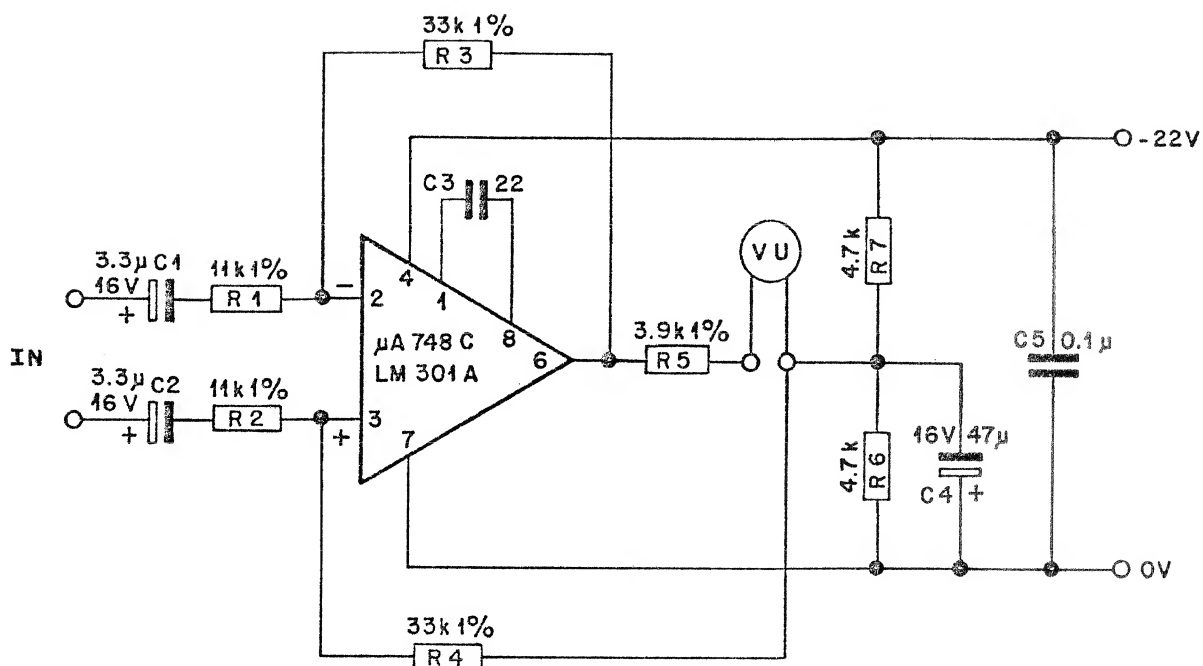 33k 1%
R 3
-22V
C3 22
VU
4.7k
R 7
3.3µ C1
16V
+
11k 1%
R 1
−
2
4
1
8
µA 748 C
LM 301 A
6
3.9k 1%
R5
C5 0.1µ
IN
3.3µ C2
16V
+
11k 1%
R 2
3
+
7
4.7k
R 6
16V 47µ
C4 +
0V
33k 1%
R 4